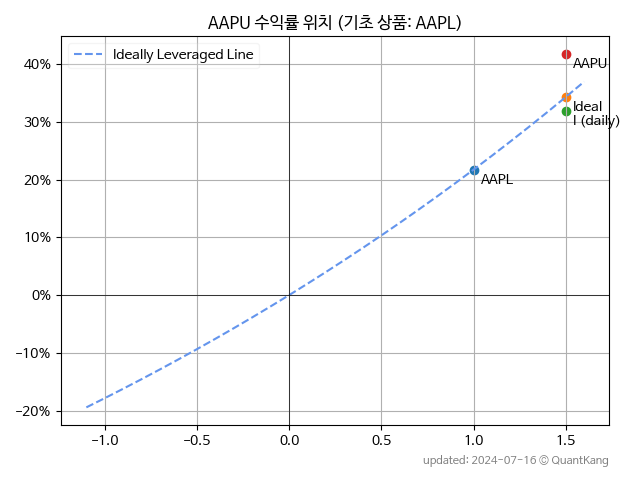 AAPU 수익률 위치 (기초 상품: AAPL)
Ideally Leveraged Line
40%
30%
20%
10%
0%
−10%
−20%
AAPU
Ideal
I (daily)
AAPL
−1.0
−0.5
0.0
0.5
1.0
1.5
updated: 2024-07-16 © QuantKang